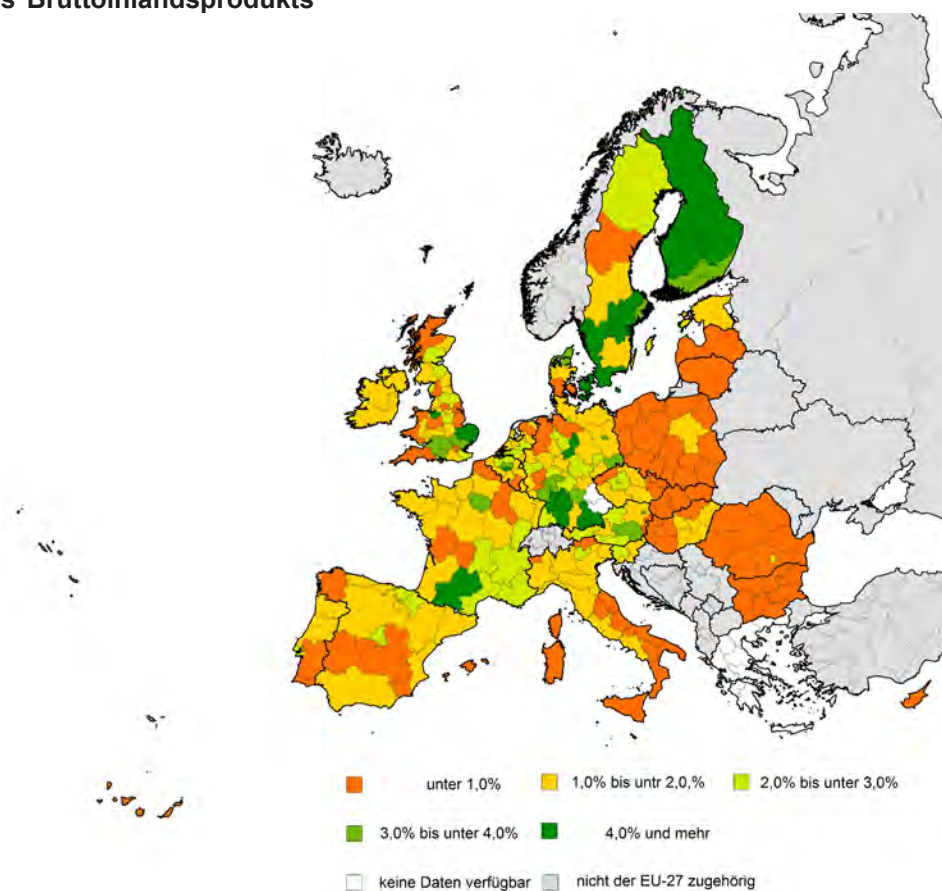 s Bruttoinlandsprodukts
unter 1,0% 1,0% bis untr 2,0,% 2,0% bis unter 3,0%
3,0% bis unter 4,0% 4,0% und mehr
keine Daten verfügbar nicht der EU-27 zugehörig